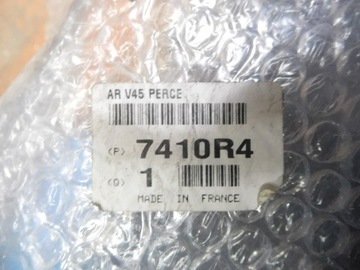 AR V45 PERCE
(P) 7410R4
(Q) 1
MADE IN FRANCE